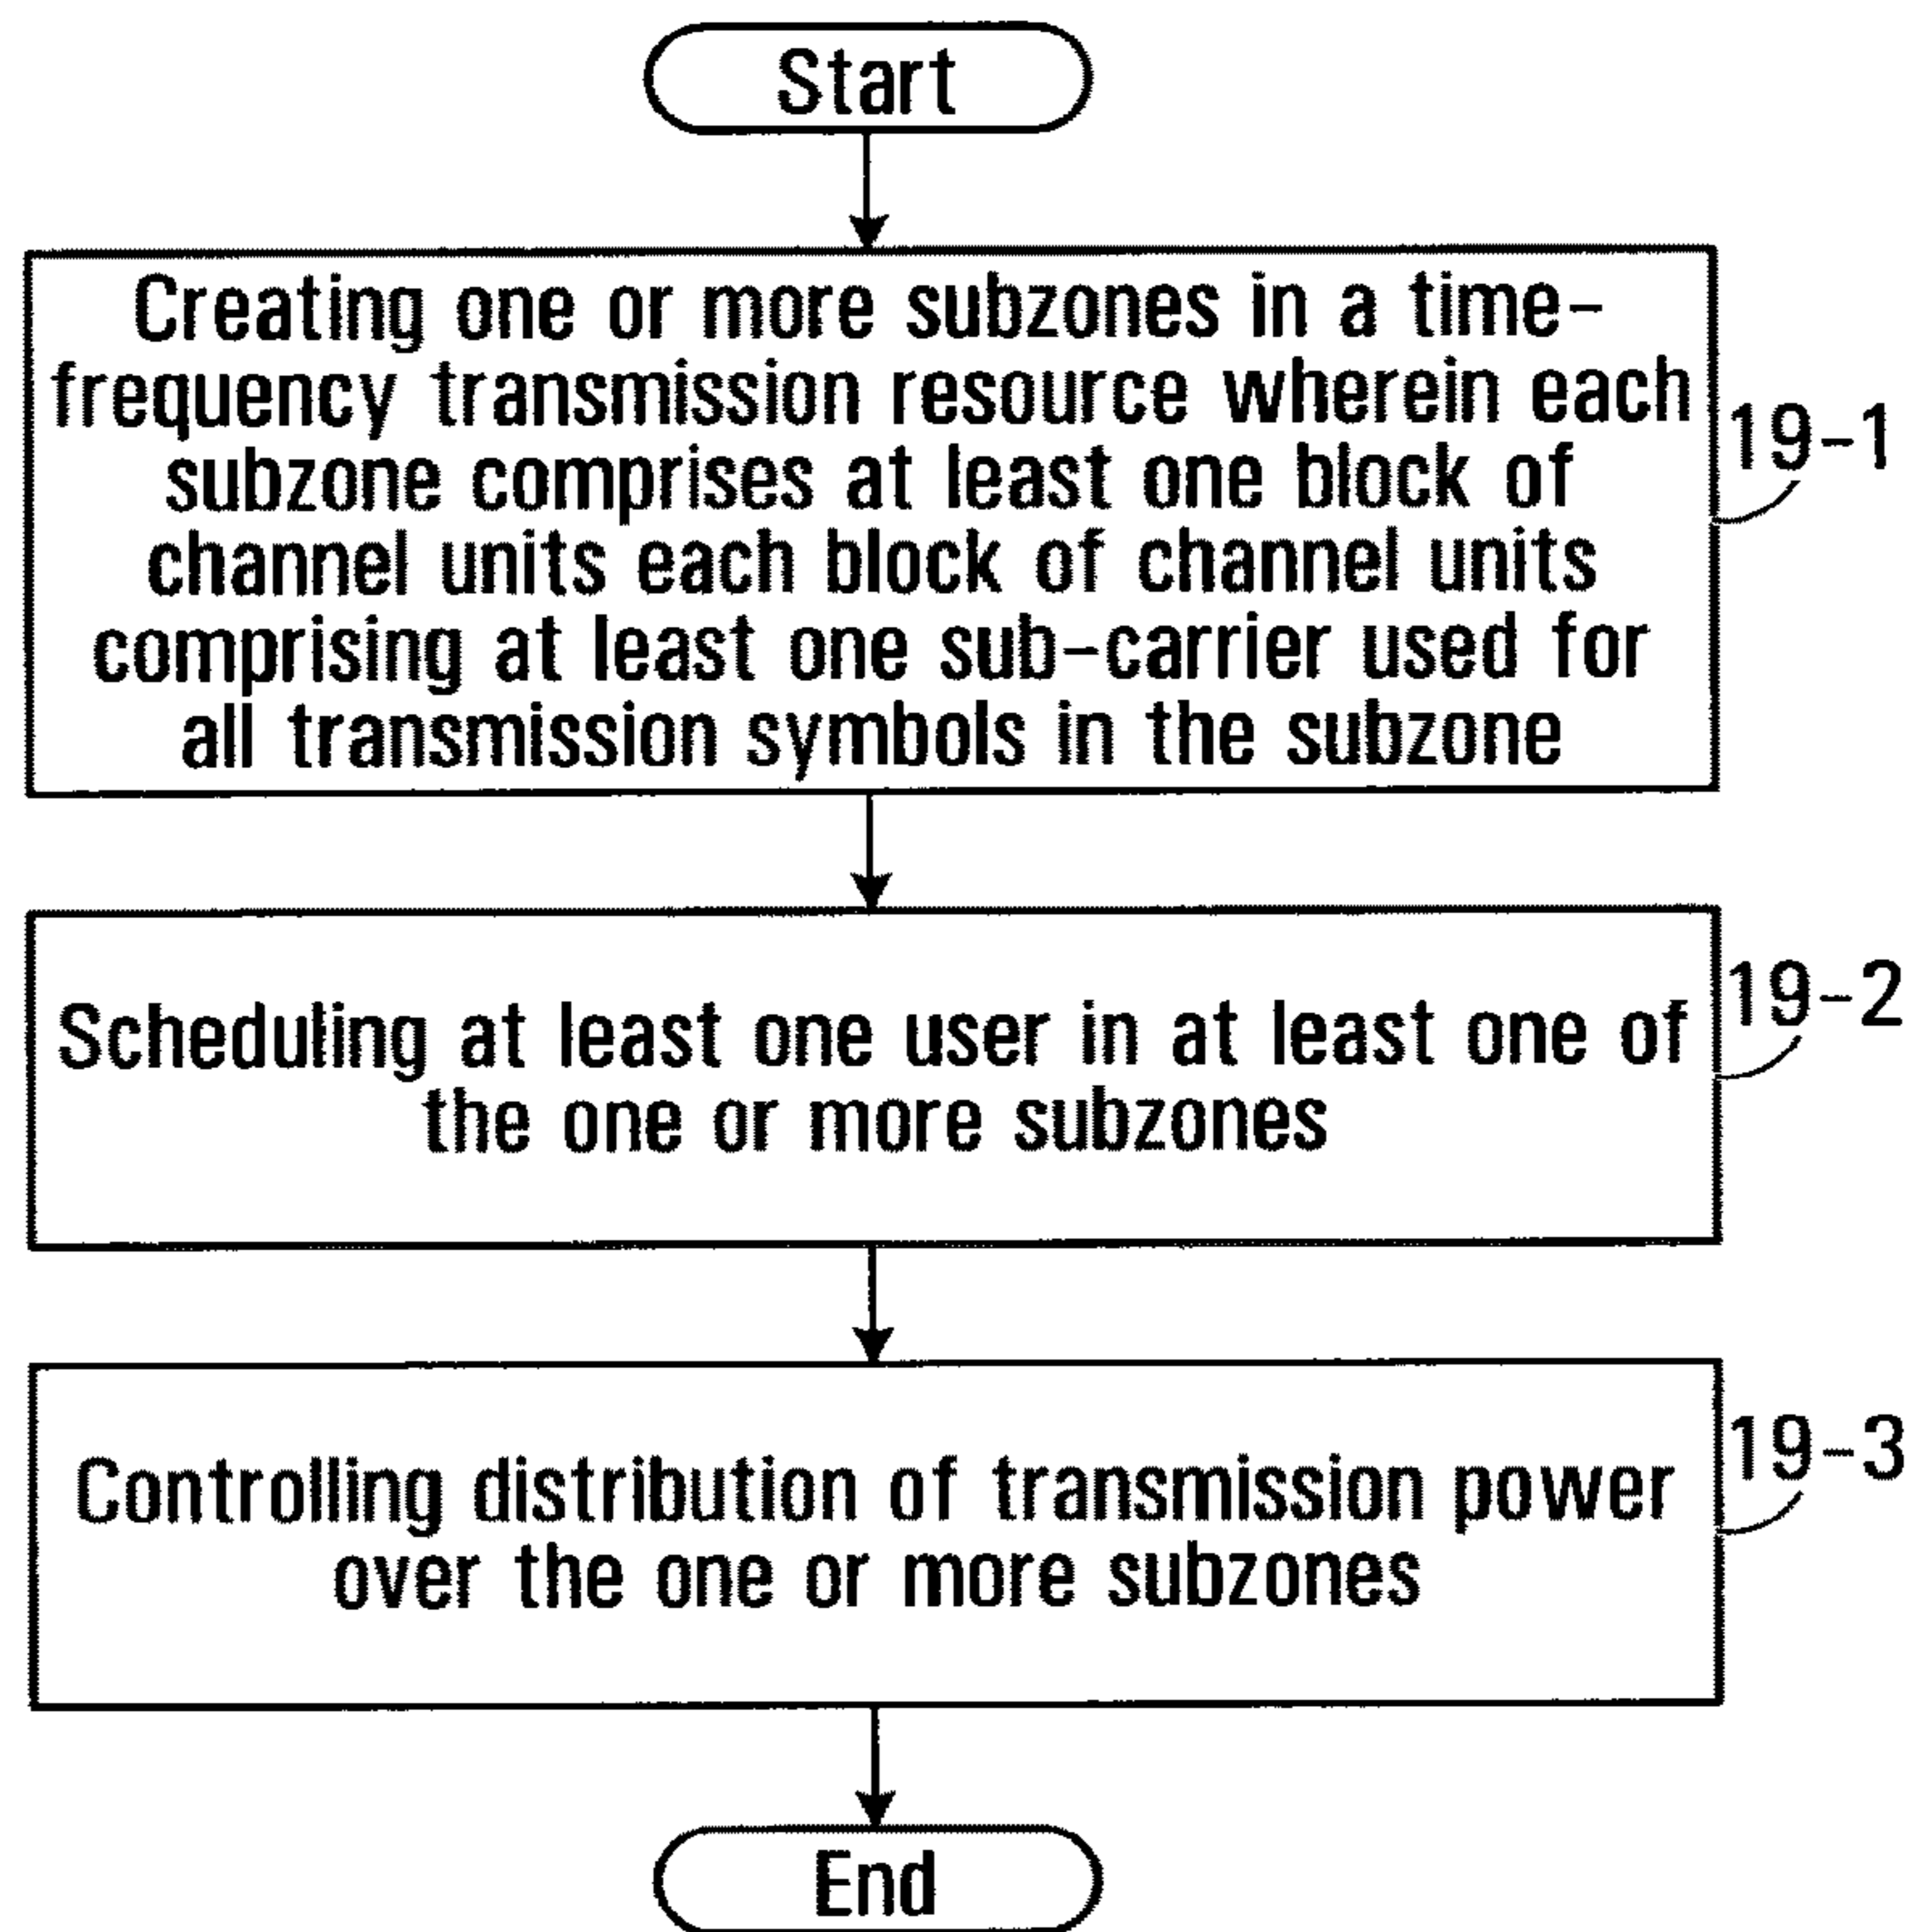 Start
Creating one or more subzones in a time-
frequency transmission resource wherein each
subzone comprises at least one block of
channel units each block of channel units
comprising at least one sub-carrier used for
all transmission symbols in the subzone
19-1
Scheduling at least one user in at least one of
the one or more subzones
19-2
Controlling distribution of transmission power
over the one or more subzones
19-3
End